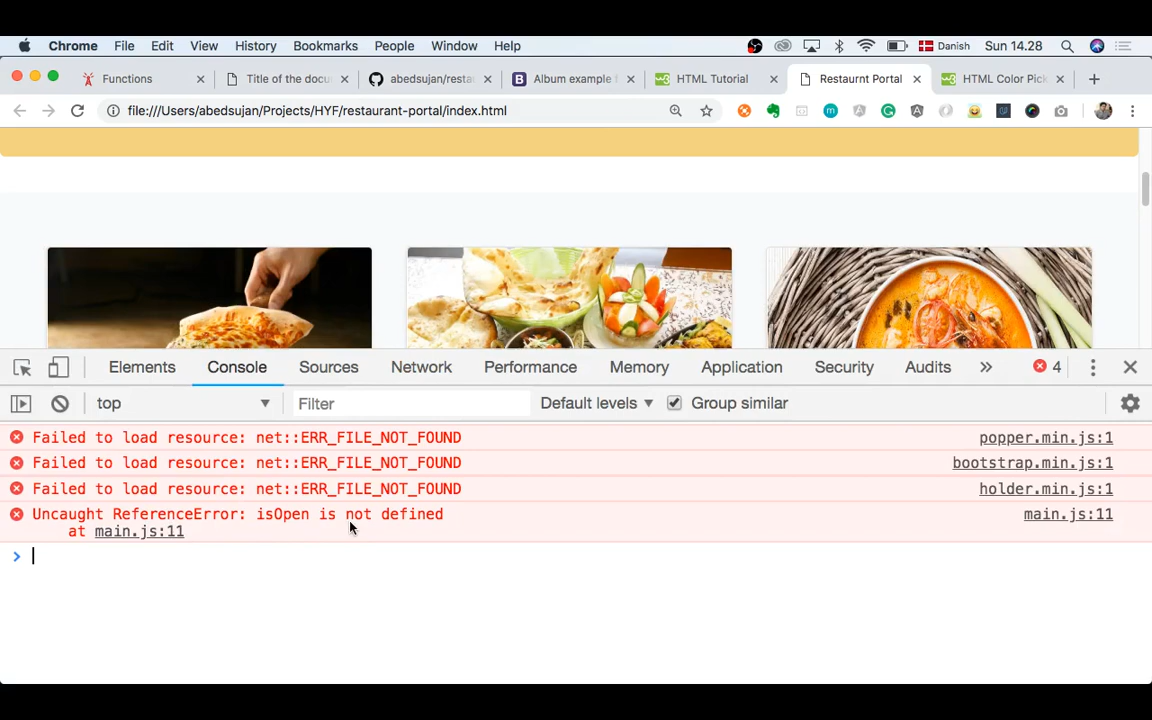 Chrome File Edit View History Bookmarks People Window Help Danish Sun 14.28
Functions Title of the docu abedsujan/resta Album example HTML Tutorial Restaurnt Portal HTML Color Pick
file:///Users/abedsujan/Projects/HYF/restaurant-portal/index.html
Elements Console Sources Network Performance Memory Application Security Audits » 4
top Filter Default levels Group similar
Failed to load resource: net::ERR_FILE_NOT_FOUND popper.min.js:1
Failed to load resource: net::ERR_FILE_NOT_FOUND bootstrap.min.js:1
Failed to load resource: net::ERR_FILE_NOT_FOUND holder.min.js:1
Uncaught ReferenceError: isOpen is not defined main.js:11
at main.js:11
>